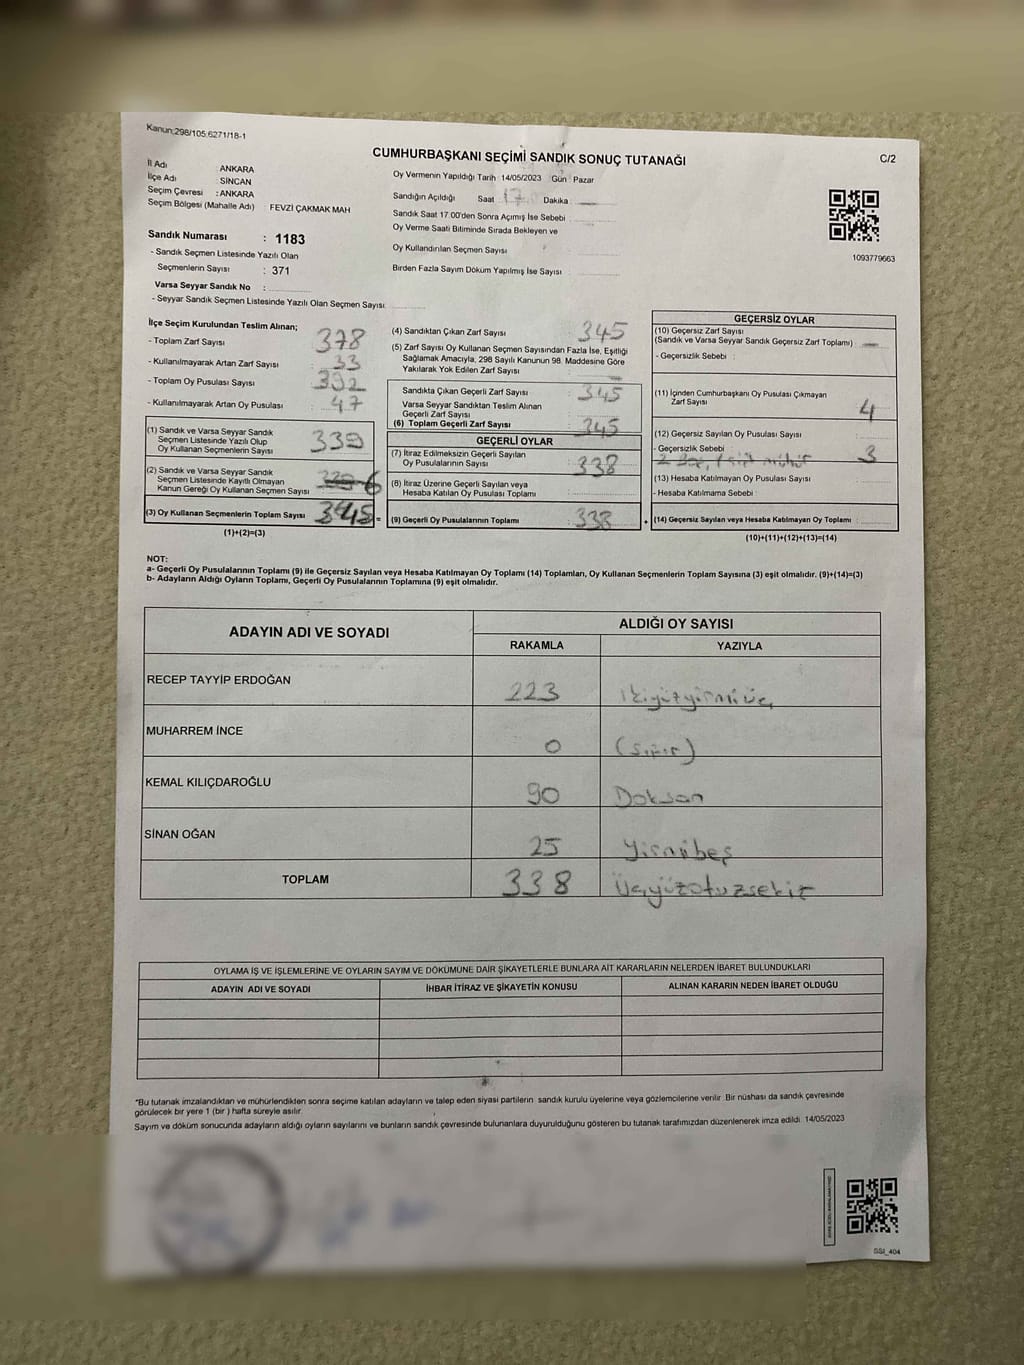 Kanun;298/105;6271/18-1
CUMHURBAŞKANI SEÇİMİ SANDIK SONUÇ TUTANAĞI
C/2
İl Adı : ANKARA
İlçe Adı : SİNCAN
Seçim Çevresi : ANKARA
Seçim Bölgesi (Mahalle Adı) FEVZİ ÇAKMAK MAH
Sandık Numarası : 1183
- Sandık Seçmen Listesinde Yazılı Olan
Seçmenlerin Sayısı : 371
Varsa Seyyar Sandık No :
- Seyyar Sandık Seçmen Listesinde Yazılı Olan Seçmen Sayısı
Oy Vermenin Yapıldığı Tarih 14/05/2023 Gün : Pazar
Sandığın Açıldığı Saat 17 Dakika
Sandık Saat 17.00'den Sonra Açımış İse Sebebi
Oy Verme Saati Bitiminde Sırada Bekleyen ve
Oy Kullandırılan Seçmen Sayısı
Birden Fazla Sayım Döküm Yapılmış İse Sayısı
1093779663
İlçe Seçim Kurulundan Teslim Alınan;
- Toplam Zarf Sayısı 378
- Kullanılmayarak Artan Zarf Sayısı : 33
- Toplam Oy Pusulası Sayısı
- Kullanılmayarak Artan Oy Pusulası : 47
(1) Sandık ve Varsa Seyyar Sandık
Seçmen Listesinde Yazılı Olup
Oy Kullanan Seçmenlerin Sayısı 339
(2) Sandık ve Varsa Seyyar Sandık
Seçmen Listesinde Kayıtlı Olmayan
Kanun Gereği Oy Kullanan Seçmen Sayısı 6
(3) Oy Kullanan Seçmenlerin Toplam Sayısı 345 =
(1)+(2)=(3)
(4) Sandıktan Çıkan Zarf Sayısı : 345
(5) Zarf Sayısı Oy Kullanan Seçmen Sayısından Fazla İse, Eşitliği
Sağlamak Amacıyla, 298 Sayılı Kanunun 98. Maddesine Göre
Yakılarak Yok Edilen Zarf Sayısı :
Sandıkta Çıkan Geçerli Zarf Sayısı : 345
Varsa Seyyar Sandıktan Teslim Alınan
Geçerli Zarf Sayısı
(6) Toplam Geçerli Zarf Sayısı : 345
GEÇERLİ OYLAR
(7) İtiraz Edilmeksizin Geçerli Sayılan
Oy Pusulalarının Sayısı : 338
(8) İtiraz Üzerine Geçerli Sayılan veya
Hesaba Katılan Oy Pusulası Toplamı :
(9) Geçerli Oy Pusulalarının Toplamı : 338 +
GEÇERSİZ OYLAR
(10) Geçersiz Zarf Sayısı
(Sandık ve Varsa Seyyar Sandık Geçersiz Zarf Toplamı) :
- Geçersizlik Sebebi :
(11) İçinden Cumhurbaşkanı Oy Pusulası Çıkmayan
Zarf Sayısı : 4
(12) Geçersiz Sayılan Oy Pusulası Sayısı :
- Geçersizlik Sebebi : 3
2 mühür
(13) Hesaba Katılmayan Oy Pusulası Sayısı
- Hesaba Katılmama Sebebi
(14) Geçersiz Sayılan veya Hesaba Katılmayan Oy Toplamı :
(10)+(11)+(12)+(13)=(14)
NOT:
a- Geçerli Oy Pusulalarının Toplamı (9) ile Geçersiz Sayılan veya Hesaba Katılmayan Oy Toplamı (14) Toplamları, Oy Kullanan Seçmenlerin Toplam Sayısına (3) eşit olmalıdır. (9)+(14)=(3)
b- Adayların Aldığı Oyların Toplamı, Geçerli Oy Pusulalarının Toplamına (9) eşit olmalıdır.
ADAYIN ADI VE SOYADI
ALDIĞI OY SAYISI
RAKAMLA YAZIYLA
RECEP TAYYİP ERDOĞAN 223 ikiyüzyirmiüç
MUHARREM İNCE 0 (Sıfır)
KEMAL KILIÇDAROĞLU 90 Doksan
SİNAN OĞAN 25 Yirmibeş
TOPLAM 338 Üçyüzotuzsekiz
OYLAMA İŞ VE İŞLEMLERİNE VE OYLARIN SAYIM VE DÖKÜMÜNE DAİR ŞİKAYETLERLE BUNLARA AİT KARARLARIN NELERDEN İBARET BULUNDUKLARI
ADAYIN ADI VE SOYADI İHBAR İTİRAZ VE ŞİKAYETİN KONUSU ALINAN KARARIN NEDEN İBARET OLDUĞU
*Bu tutanak imzalandıktan ve mühürlendikten sonra seçime katılan adayların ve talep eden siyasi partilerin sandık kurulu üyelerine veya gözlemcilerine verilir. Bir nüshası da sandık çevresinde
görülecek bir yere 1 (bir ) hafta süreyle asılır.
Sayım ve döküm sonucunda adayların aldığı oyların sayılarını ve bunların sandık çevresinde bulunanlara duyurulduğunu gösteren bu tutanak tarafımızdan düzenlenerek imza edildi. 14/05/2023
SSI_404